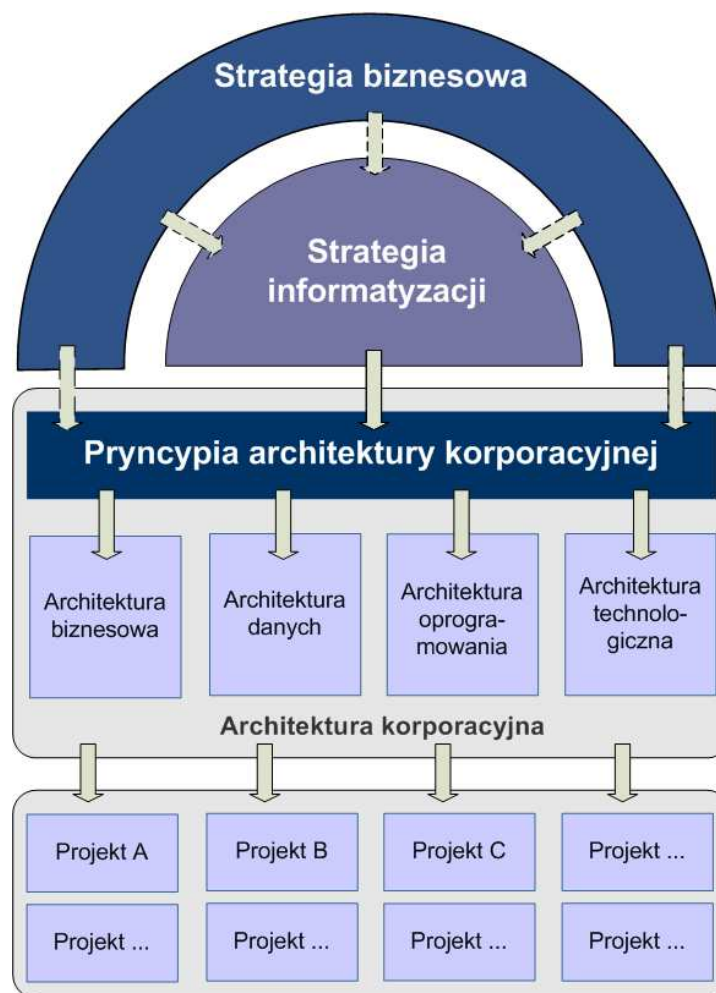 Strategia biznesowa
Strategia
informatyzacji
Pryncypia architektury korporacyjnej
Architektura
biznesowa
Architektura
danych
Architektura
oprogra-
mowania
Architektura
technolo-
giczna
Architektura korporacyjna
Projekt A
Projekt B
Projekt C
Projekt ...
Projekt ...
Projekt ...
Projekt ...
Projekt ...